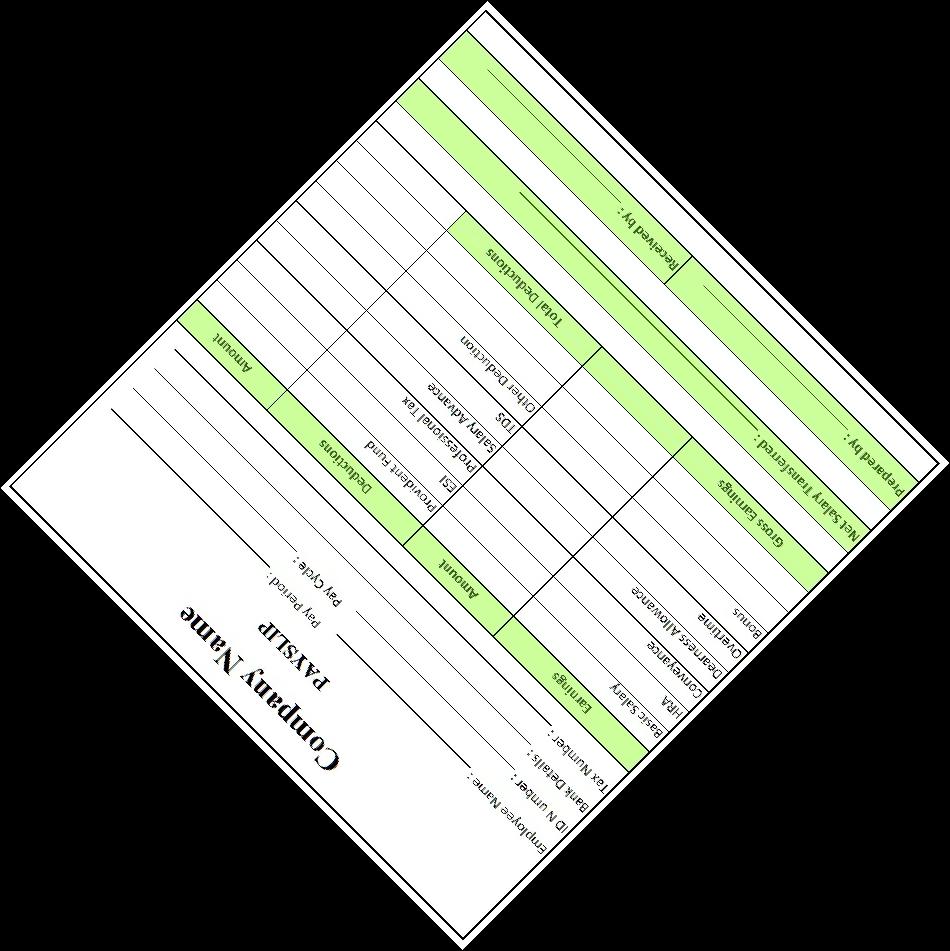 Company Name
PAYSLIP
Employee Name : Pay Period :
ID N umber : Pay Cycle :
Bank Details :
Tax Number :
Earnings Amount Deductions Amount
Basic Salary Provident Fund
HRA ESI
Conveyance Professional Tax
Dearness Allowance Salary Advance
Overtime TDS
Bonus Other Deduction
Gross Earnings Total Deductions
Net Salary Transferred :
Prepared by : Received by :